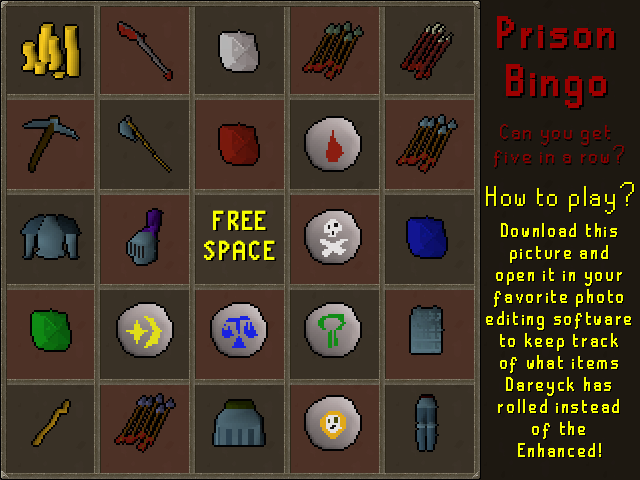 FREE
SPACE
Prison
Bingo
Can you get
five in a row?
How to play?
Download this
picture and
open it in your
favorite photo
editing software
to keep track
of what items
Dareyck has
rolled instead
of the
Enhanced!